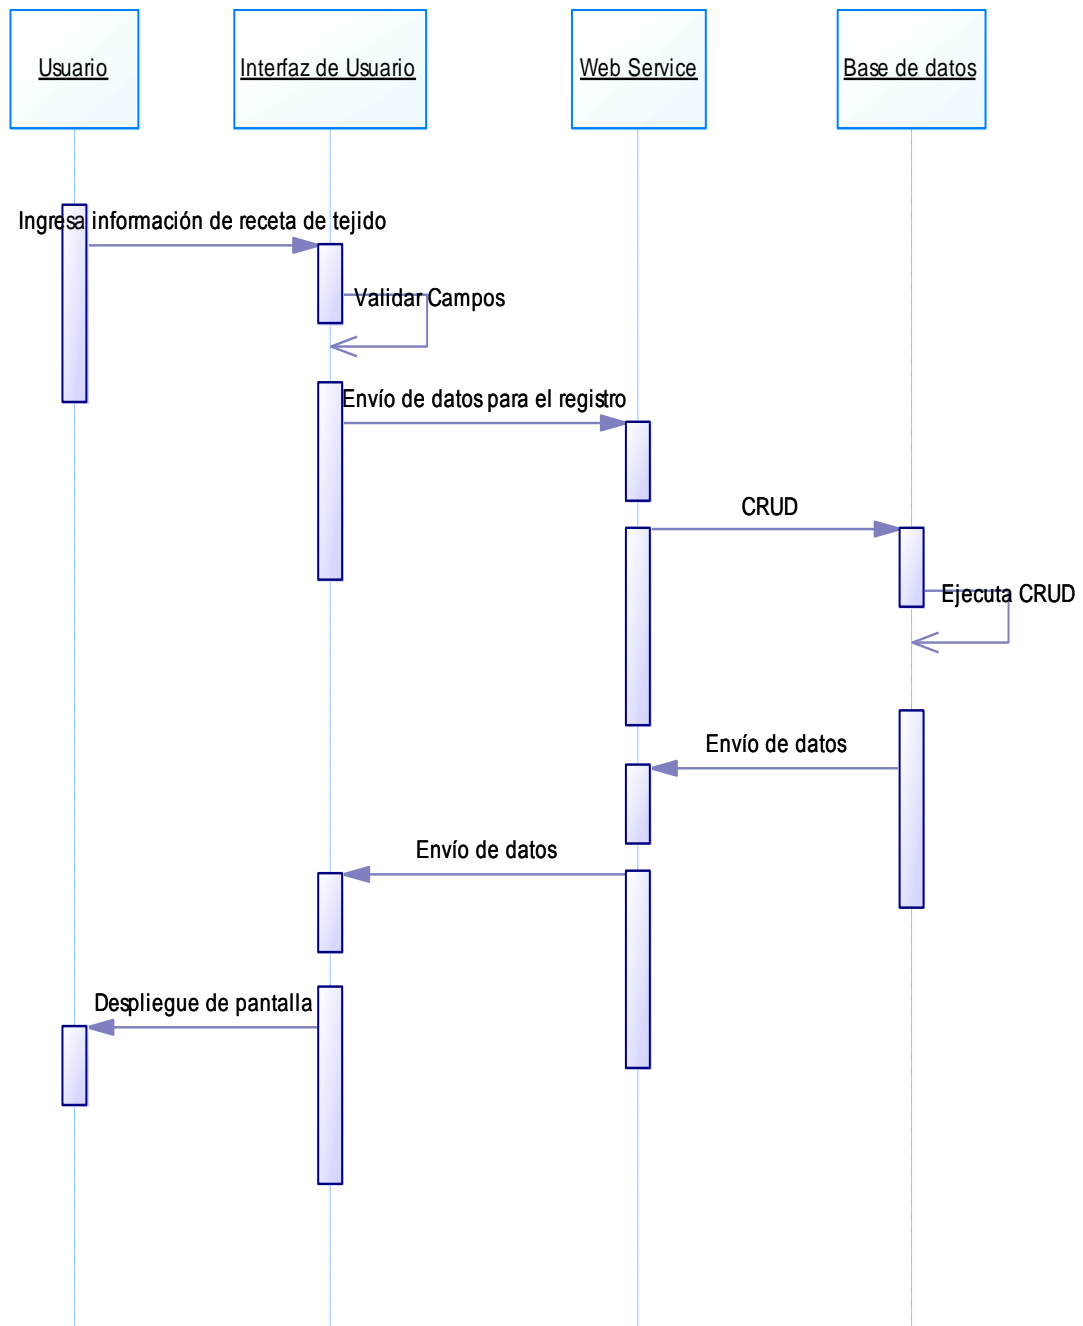 Usuario
Interfaz de Usuario
Web Service
Base de datos
Ingresa información de receta de tejido
Validar Campos
Envío de datos para el registro
CRUD
Ejecuta CRUD
Envío de datos
Envío de datos
Despliegue de pantalla